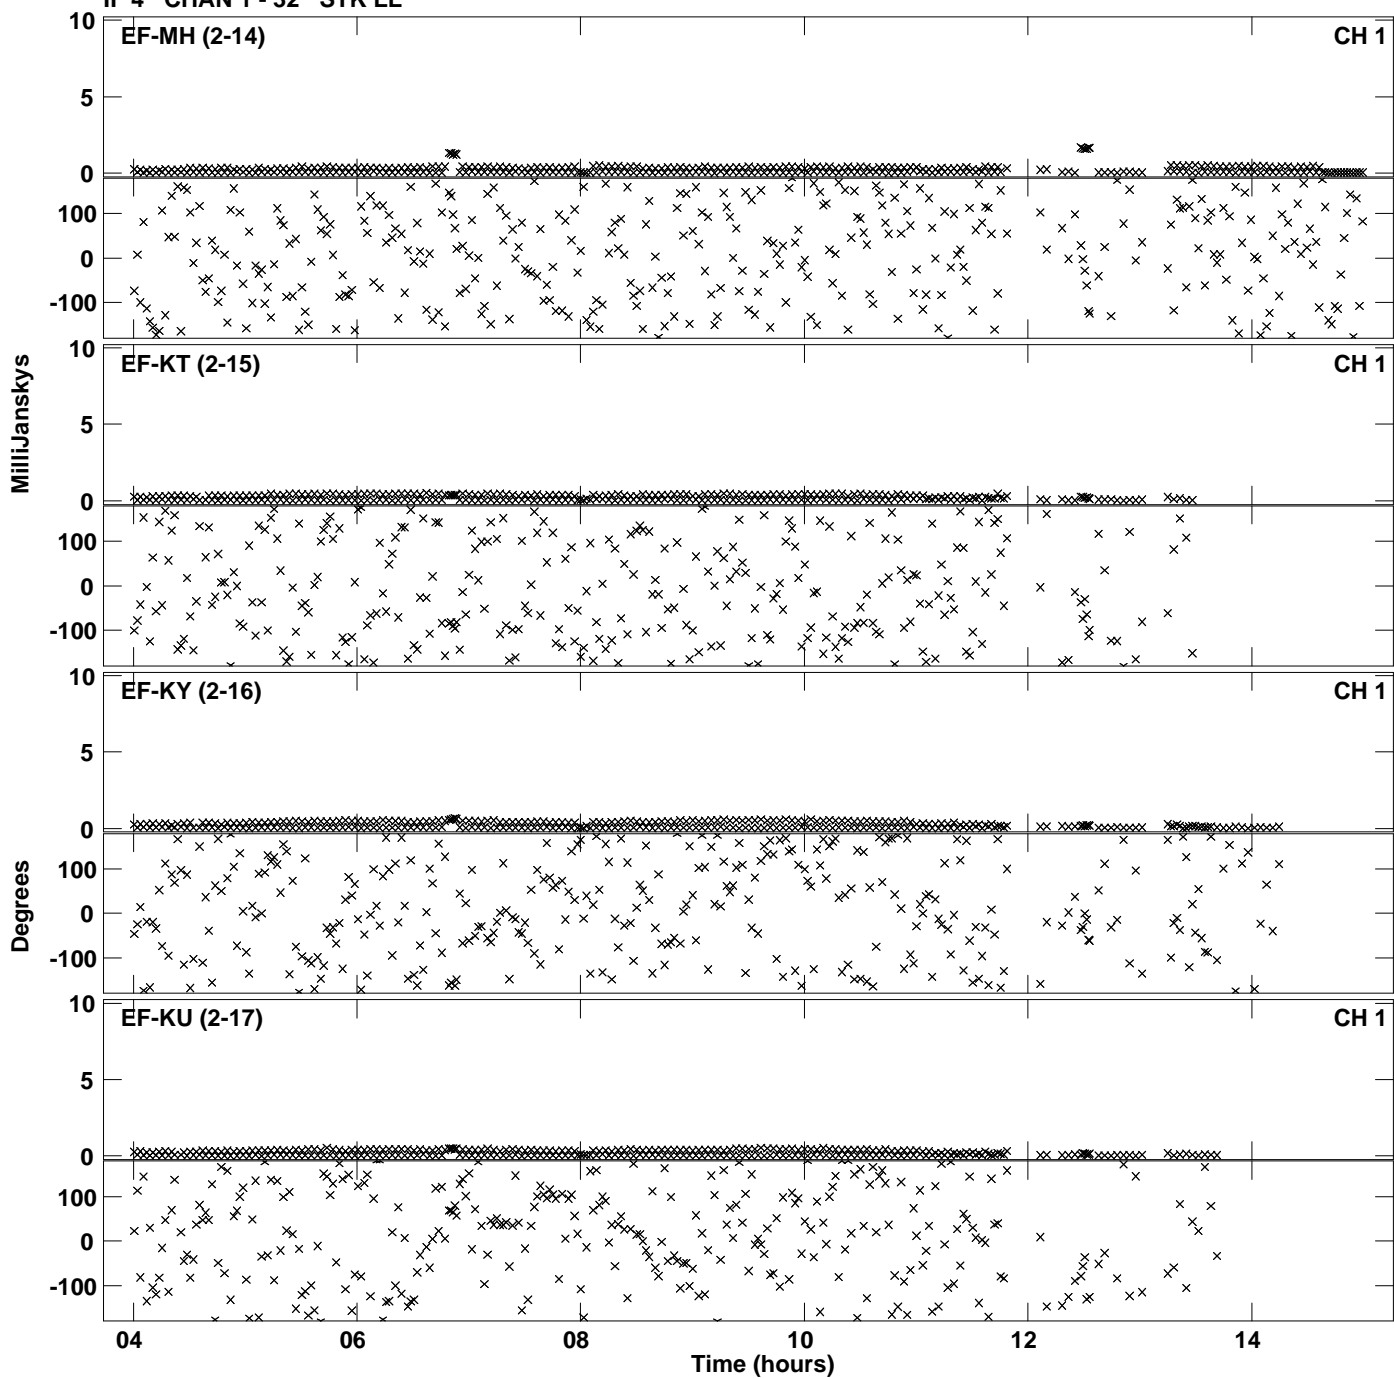 IF 4 CHAN 1 - 32 STK LL
EF-MH (2-14) CH 1
10
5
0
100
0
-100
EF-KT (2-15) CH 1
10
5
0
100
0
-100
EF-KY (2-16) CH 1
10
5
0
100
0
-100
EF-KU (2-17) CH 1
10
5
0
100
0
-100
MilliJanskys
Degrees
04 06 08 10 12 14
Time (hours)